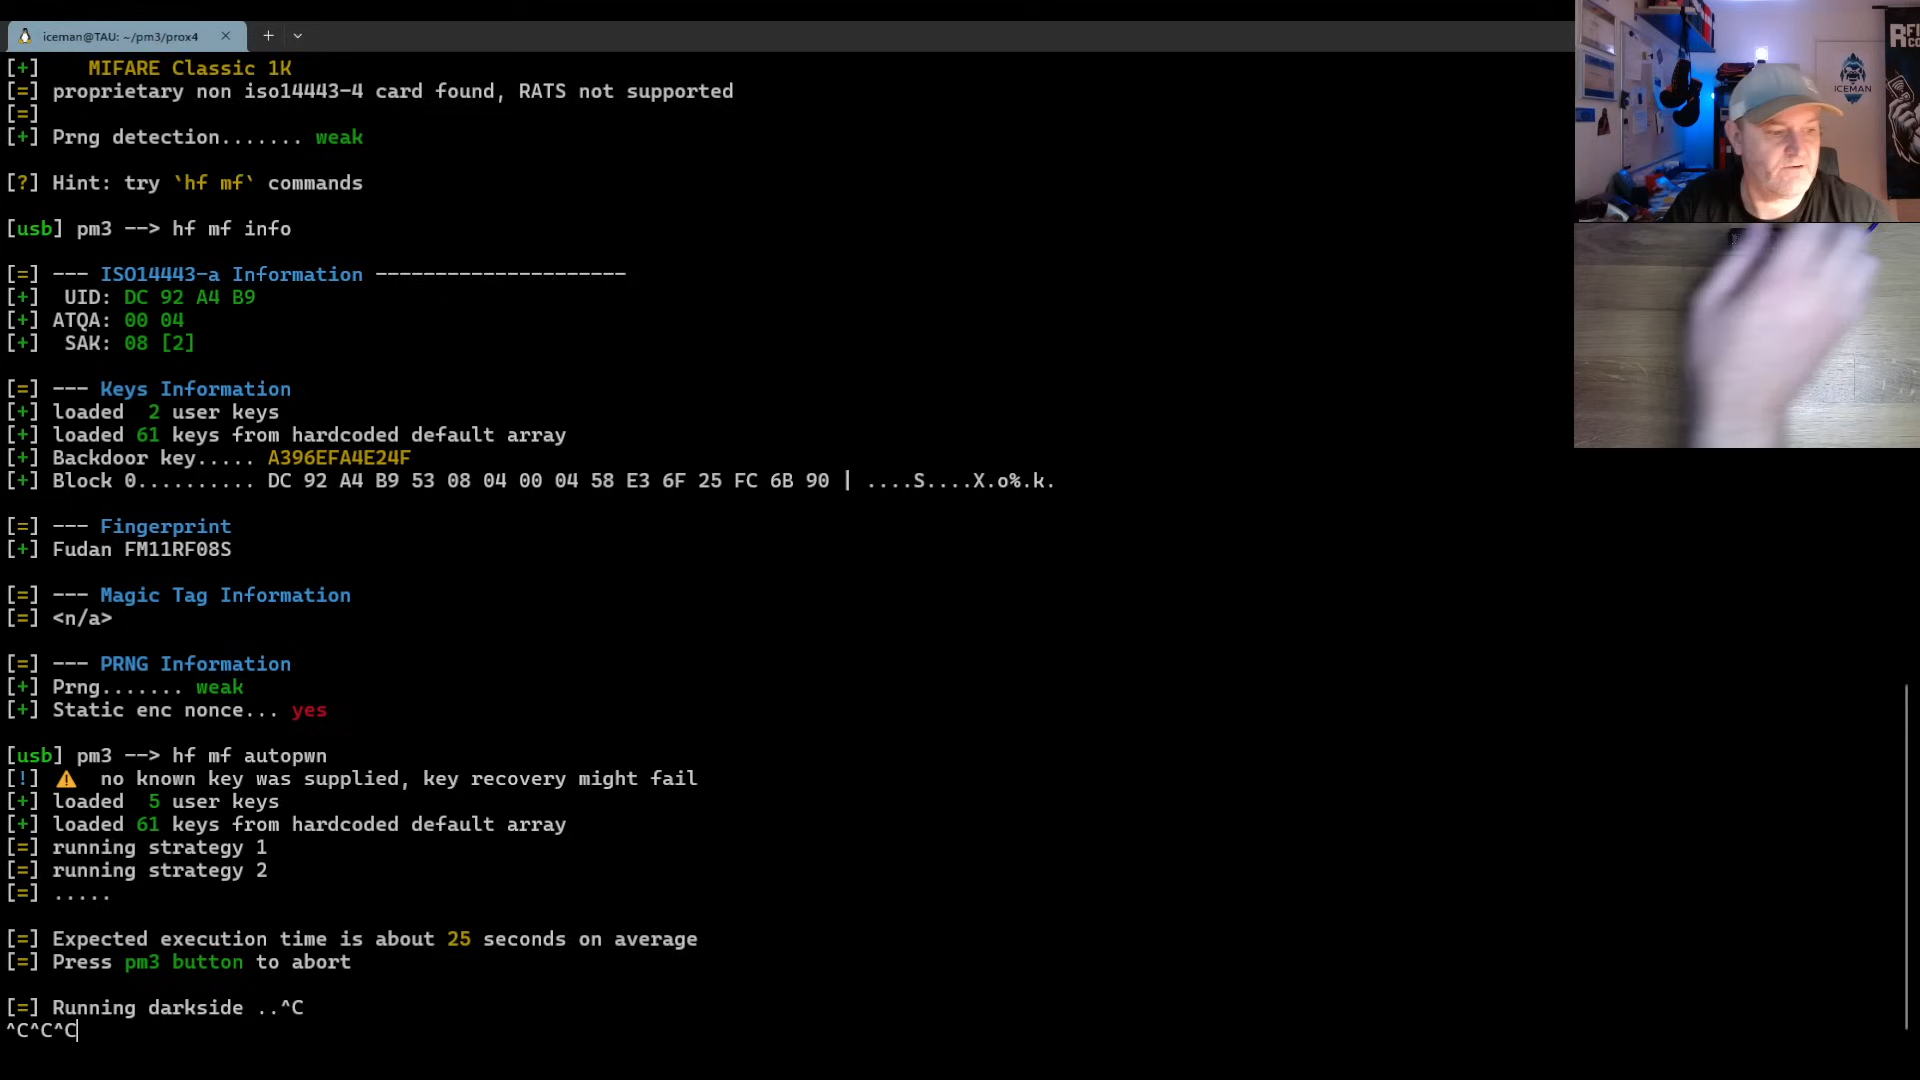 iceman@TAU: ~/pm3/prox4
[+]    MIFARE Classic 1K
[=] proprietary non iso14443-4 card found, RATS not supported
[=]
[+] Prng detection....... weak
[?] Hint: try `hf mf` commands
[usb] pm3 --> hf mf info
[=] --- ISO14443-a Information ---------------------
[+]  UID: DC 92 A4 B9
[+] ATQA: 00 04
[+]  SAK: 08 [2]
[=] --- Keys Information
[+] loaded  2 user keys
[+] loaded 61 keys from hardcoded default array
[+] Backdoor key..... A396EFA4E24F
[+] Block 0.......... DC 92 A4 B9 53 08 04 00 04 58 E3 6F 25 FC 6B 90 | ....S....X.o%.k.
[=] --- Fingerprint
[+] Fudan FM11RF08S
[=] --- Magic Tag Information
[=] <n/a>
[=] --- PRNG Information
[+] Prng....... weak
[+] Static enc nonce... yes
[usb] pm3 --> hf mf autopwn
[!] ⚠  no known key was supplied, key recovery might fail
[+] loaded  5 user keys
[+] loaded 61 keys from hardcoded default array
[=] running strategy 1
[=] running strategy 2
[=] .....
[=] Expected execution time is about 25 seconds on average
[=] Press pm3 button to abort
[=] Running darkside ..^C
^C^C^C
ICEMAN